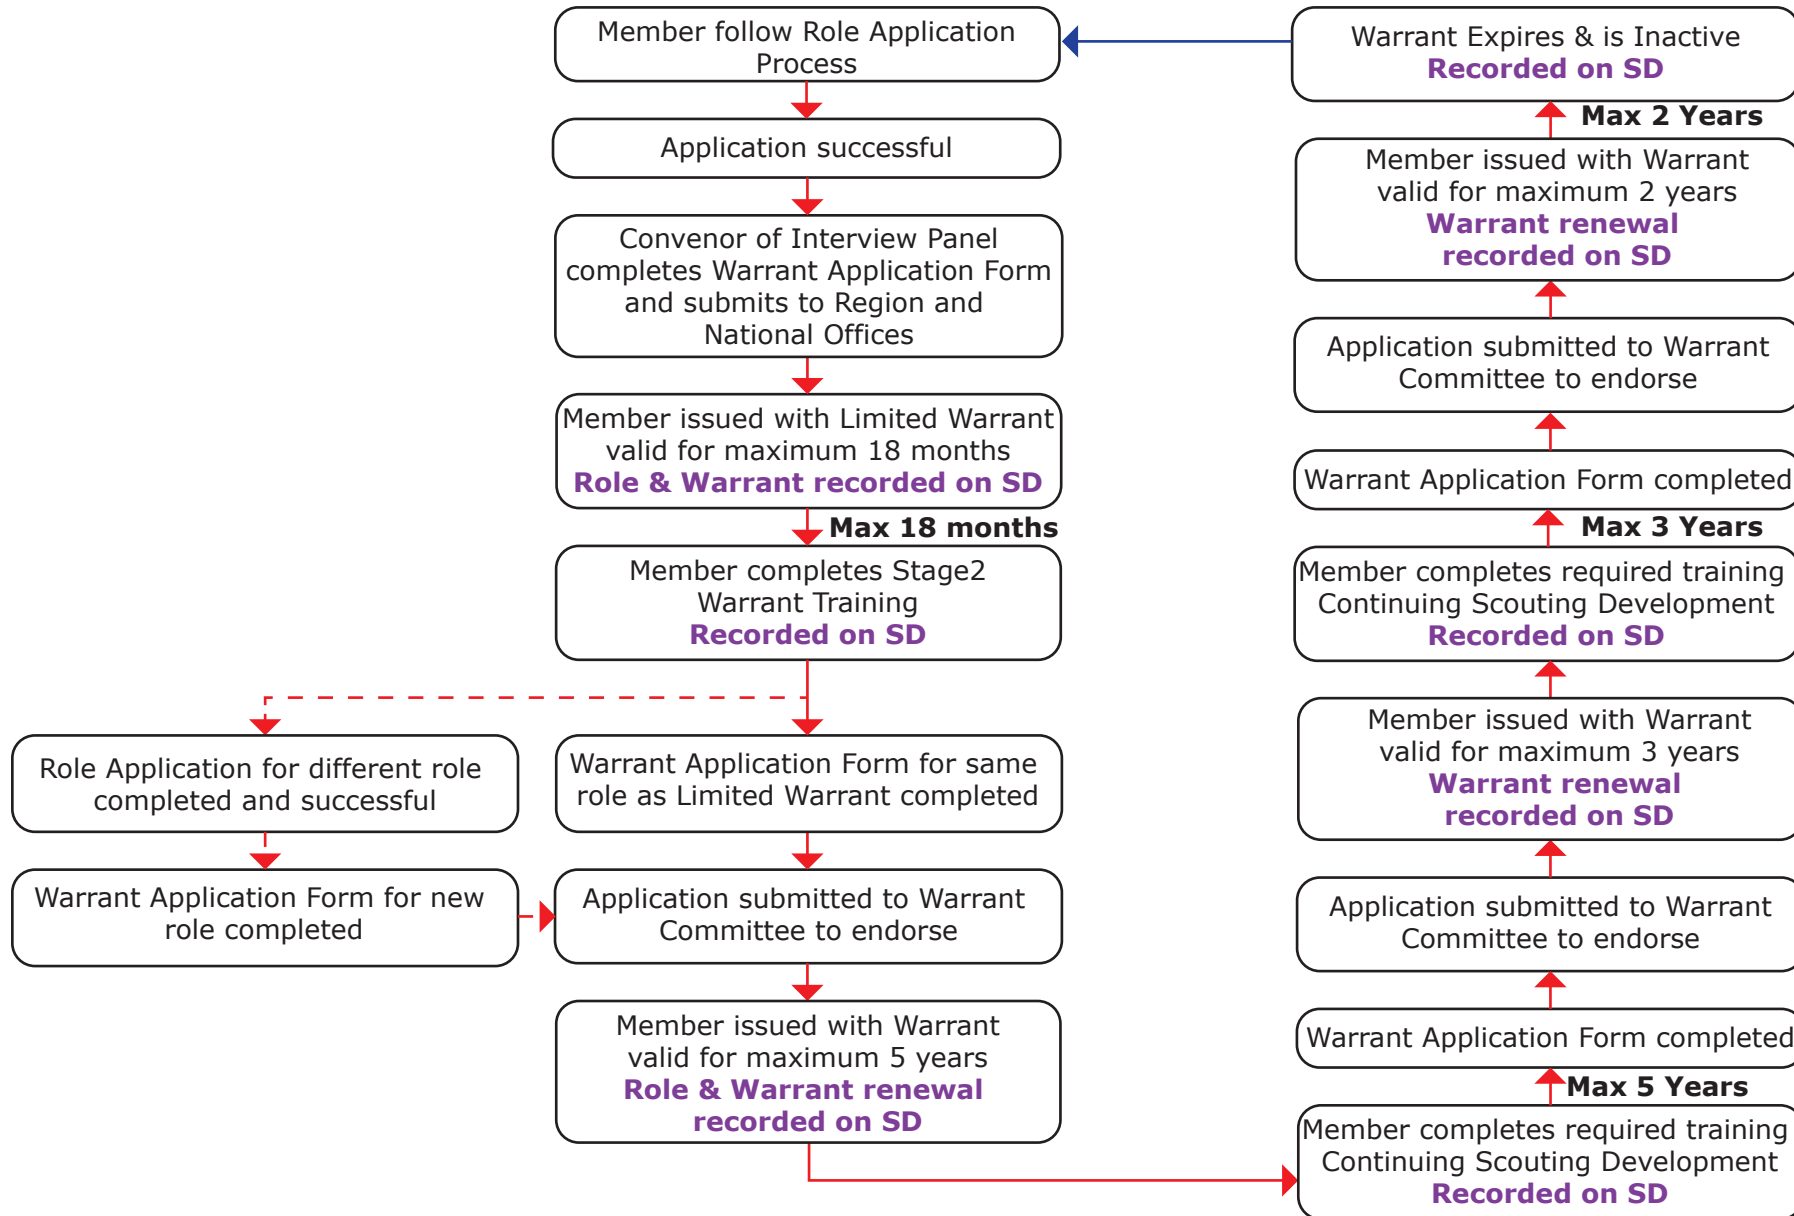 Member follow Role Application
Process
Application successful
Convenor of Interview Panel
completes Warrant Application Form
and submits to Region and
National Offices
Member issued with Limited Warrant
valid for maximum 18 months
Role & Warrant recorded on SD
Max 18 months
Member completes Stage2
Warrant Training
Recorded on SD
Role Application for different role
completed and successful
Warrant Application Form for new
role completed
Warrant Application Form for same
role as Limited Warrant completed
Application submitted to Warrant
Committee to endorse
Member issued with Warrant
valid for maximum 5 years
Role & Warrant renewal
recorded on SD
Member completes required training
Continuing Scouting Development
Recorded on SD
Max 5 Years
Warrant Application Form completed
Application submitted to Warrant
Committee to endorse
Member issued with Warrant
valid for maximum 3 years
Warrant renewal
recorded on SD
Member completes required training
Continuing Scouting Development
Recorded on SD
Max 3 Years
Warrant Application Form completed
Application submitted to Warrant
Committee to endorse
Member issued with Warrant
valid for maximum 2 years
Warrant renewal
recorded on SD
Max 2 Years
Warrant Expires & is Inactive
Recorded on SD